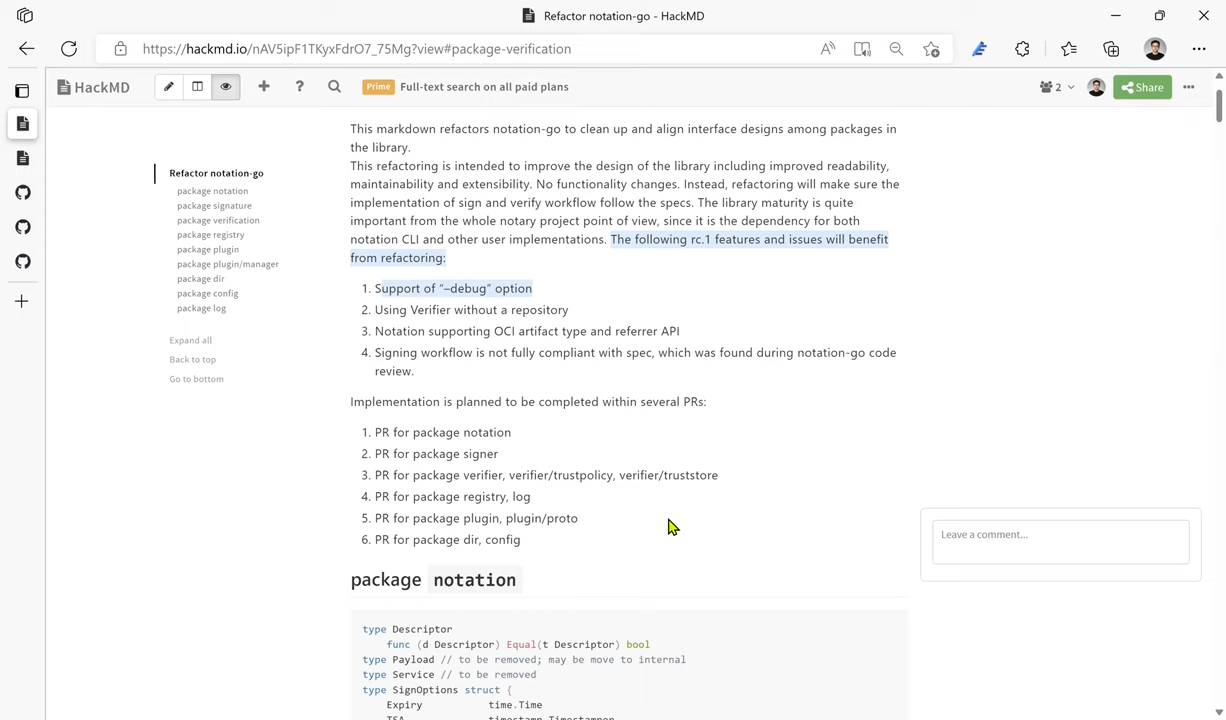 Refactor notation-go - HackMD
https://hackmd.io/nAV5ipF1TKyxFdrO7_75Mg?view#package-verification
HackMD
Prime Full-text search on all paid plans
2
Share
Refactor notation-go
package notation
package signature
package verification
package registry
package plugin
package plugin/manager
package dir
package config
package log
Expand all
Back to top
Go to bottom
This markdown refactors notation-go to clean up and align interface designs among packages in
the library.
This refactoring is intended to improve the design of the library including improved readability,
maintainability and extensibility. No functionality changes. Instead, refactoring will make sure the
implementation of sign and verify workflow follow the specs. The library maturity is quite
important from the whole notary project point of view, since it is the dependency for both
notation CLI and other user implementations. The following rc.1 features and issues will benefit
from refactoring:
1. Support of “–debug” option
2. Using Verifier without a repository
3. Notation supporting OCI artifact type and referrer API
4. Signing workflow is not fully compliant with spec, which was found during notation-go code
review.
Implementation is planned to be completed within several PRs:
1. PR for package notation
2. PR for package signer
3. PR for package verifier, verifier/trustpolicy, verifier/truststore
4. PR for package registry, log
5. PR for package plugin, plugin/proto
6. PR for package dir, config
package notation
type Descriptor
func (d Descriptor) Equal(t Descriptor) bool
type Payload // to be removed; may be move to internal
type Service // to be removed
type SignOptions struct {
Expiry time.Time
TSA timestamp.Timestamper
Leave a comment...